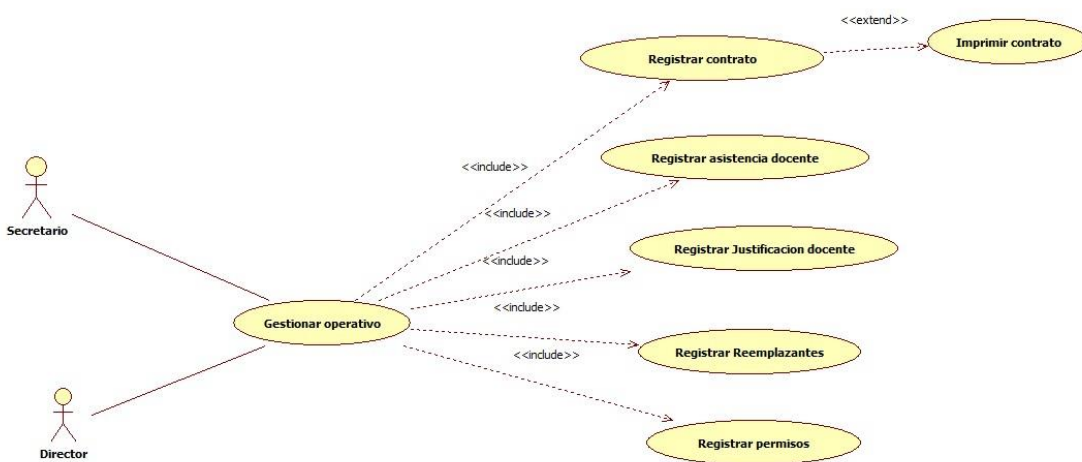 <<extend>>
Imprimir contrato
Registrar contrato
<<include>>
Registrar asistencia docente
<<include>>
Secretario
Registrar Justificacion docente
<<include>>
<<include>>
Gestionar operativo
<<include>>
Registrar Reemplazantes
Registrar permisos
Director